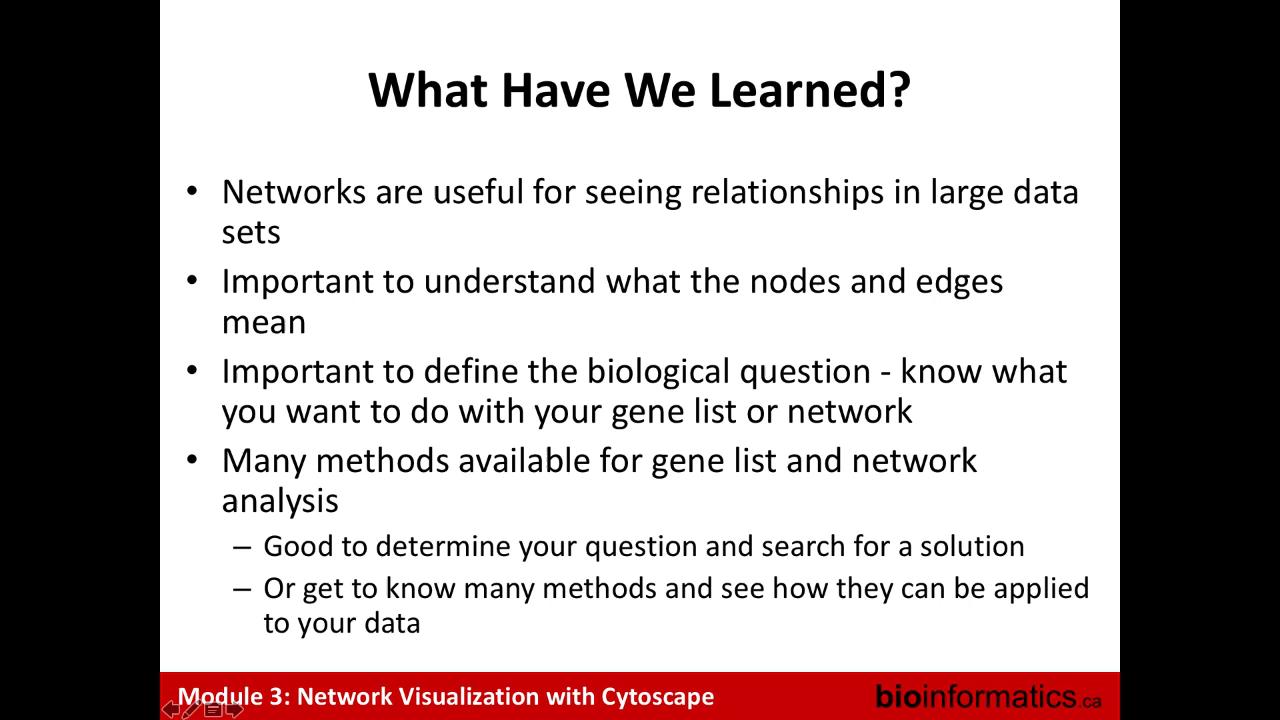 What Have We Learned?
• Networks are useful for seeing relationships in large data
sets
• Important to understand what the nodes and edges
mean
• Important to define the biological question - know what
you want to do with your gene list or network
• Many methods available for gene list and network
analysis
– Good to determine your question and search for a solution
– Or get to know many methods and see how they can be applied
to your data
Module 3: Network Visualization with Cytoscape
bioinformatics.ca